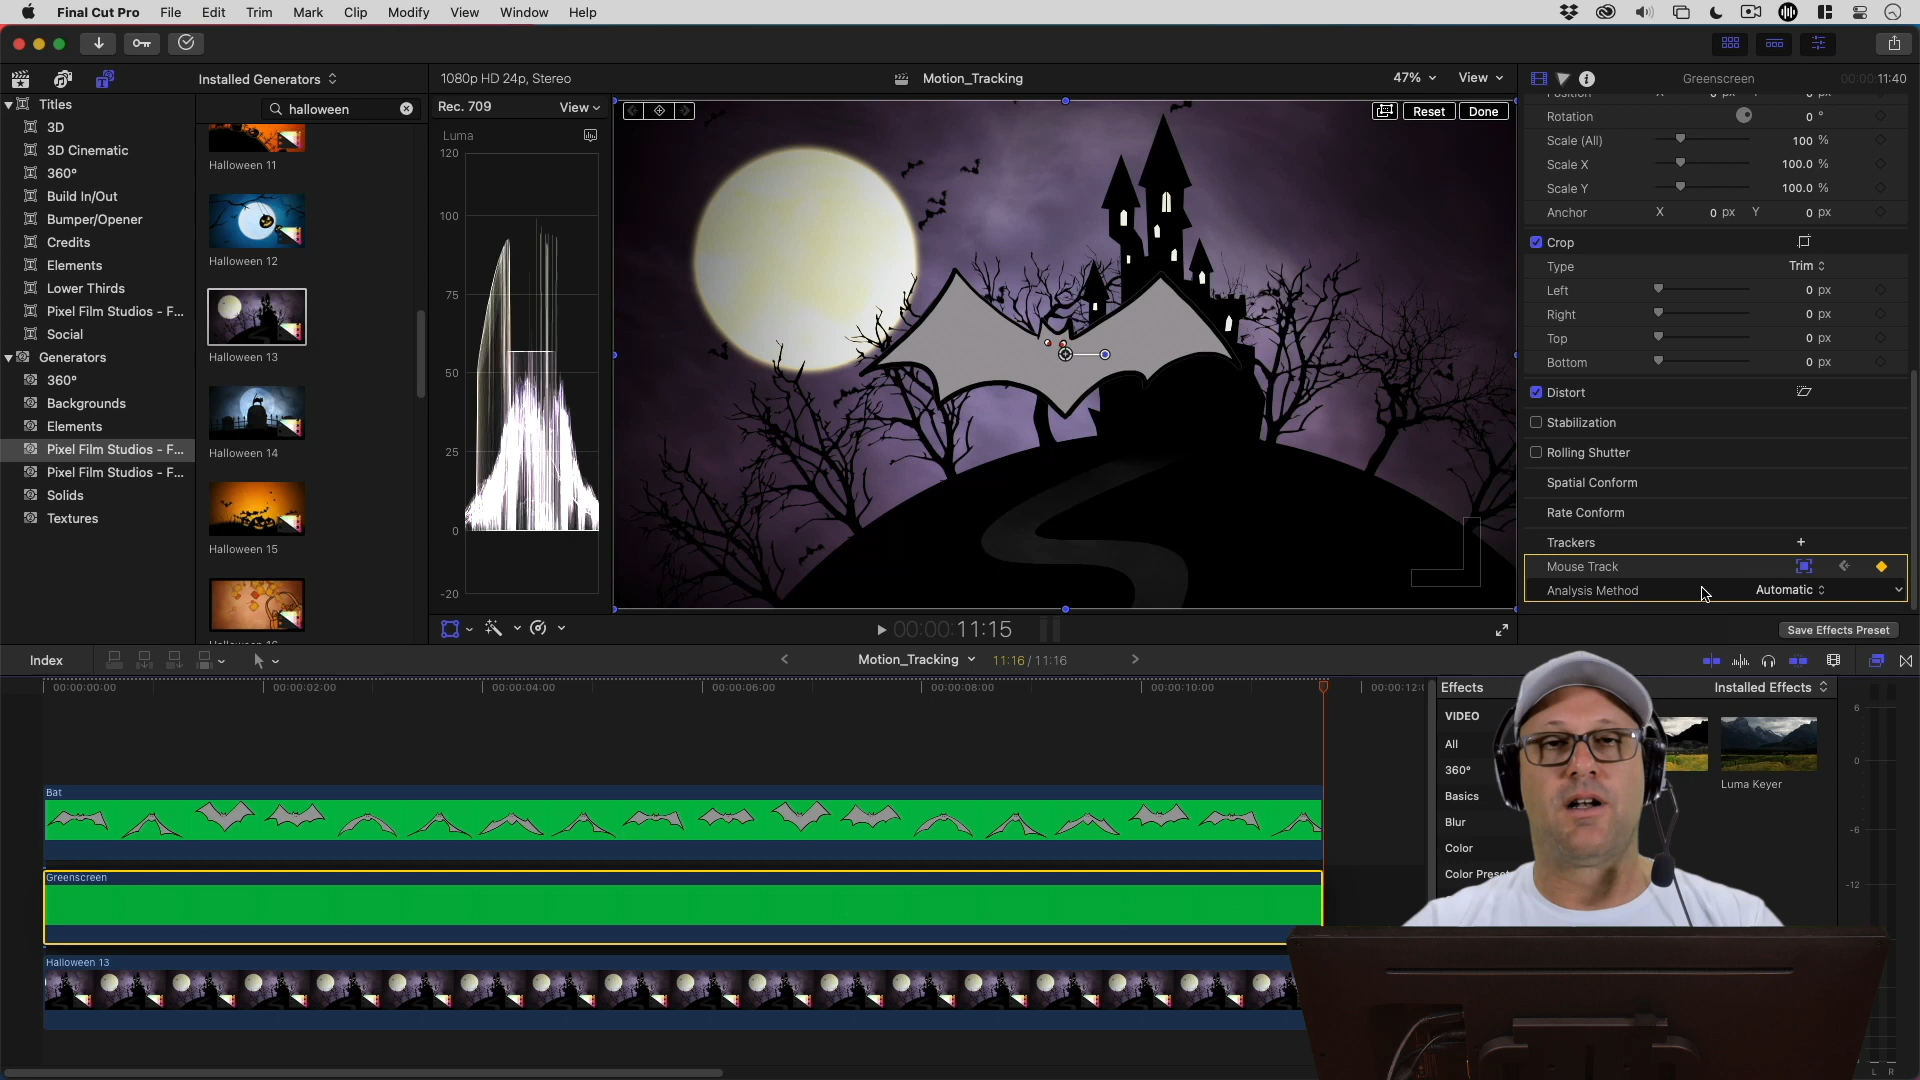 Final Cut Pro File Edit Trim Mark Clip Modify View Window Help
Installed Generators
1080p HD 24p, Stereo
Motion_Tracking
47%
View
Greenscreen
00:00:11:40
Titles
3D
3D Cinematic
360°
Build In/Out
Bumper/Opener
Credits
Elements
Lower Thirds
Pixel Film Studios - F...
Social
Generators
360°
Backgrounds
Elements
Pixel Film Studios - F...
Pixel Film Studios - F...
Solids
Textures
halloween
Halloween 11
Halloween 12
Halloween 13
Halloween 14
Halloween 15
Rec. 709
View
Luma
120
100
75
50
25
0
-20
Reset
Done
Rotation 0 °
Scale (All) 100 %
Scale X 100.0 %
Scale Y 100.0 %
Anchor X 0 px Y 0 px
Crop
Type Trim
Left 0 px
Right 0 px
Top 0 px
Bottom 0 px
Distort
Stabilization
Rolling Shutter
Spatial Conform
Rate Conform
Trackers +
Mouse Track
Analysis Method Automatic
Save Effects Preset
00:00:11:15
Index
Motion_Tracking
11:16 / 11:16
00:00:00:00
00:00:02:00
00:00:04:00
00:00:06:00
00:00:08:00
00:00:10:00
Bat
Greenscreen
Halloween 13
Effects
Installed Effects
VIDEO
All
360°
Basics
Blur
Color
Luma Keyer
6
0
-6
-12
L R